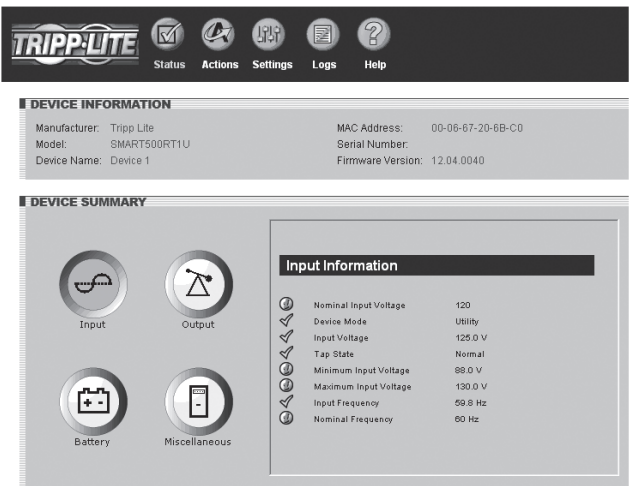 TRIPP·LITE
Status Actions Settings Logs Help
DEVICE INFORMATION
Manufacturer: Tripp Lite MAC Address: 00-06-67-20-6B-C0
Model: SMART500RT1U Serial Number:
Device Name: Device 1 Firmware Version: 12.04.0040
DEVICE SUMMARY
Input Output
Battery Miscellaneous
Input Information
Nominal Input Voltage 120
Device Mode Utility
Input Voltage 125.0 V
Tap State Normal
Minimum Input Voltage 88.0 V
Maximum Input Voltage 130.0 V
Input Frequency 59.8 Hz
Nominal Frequency 60 Hz